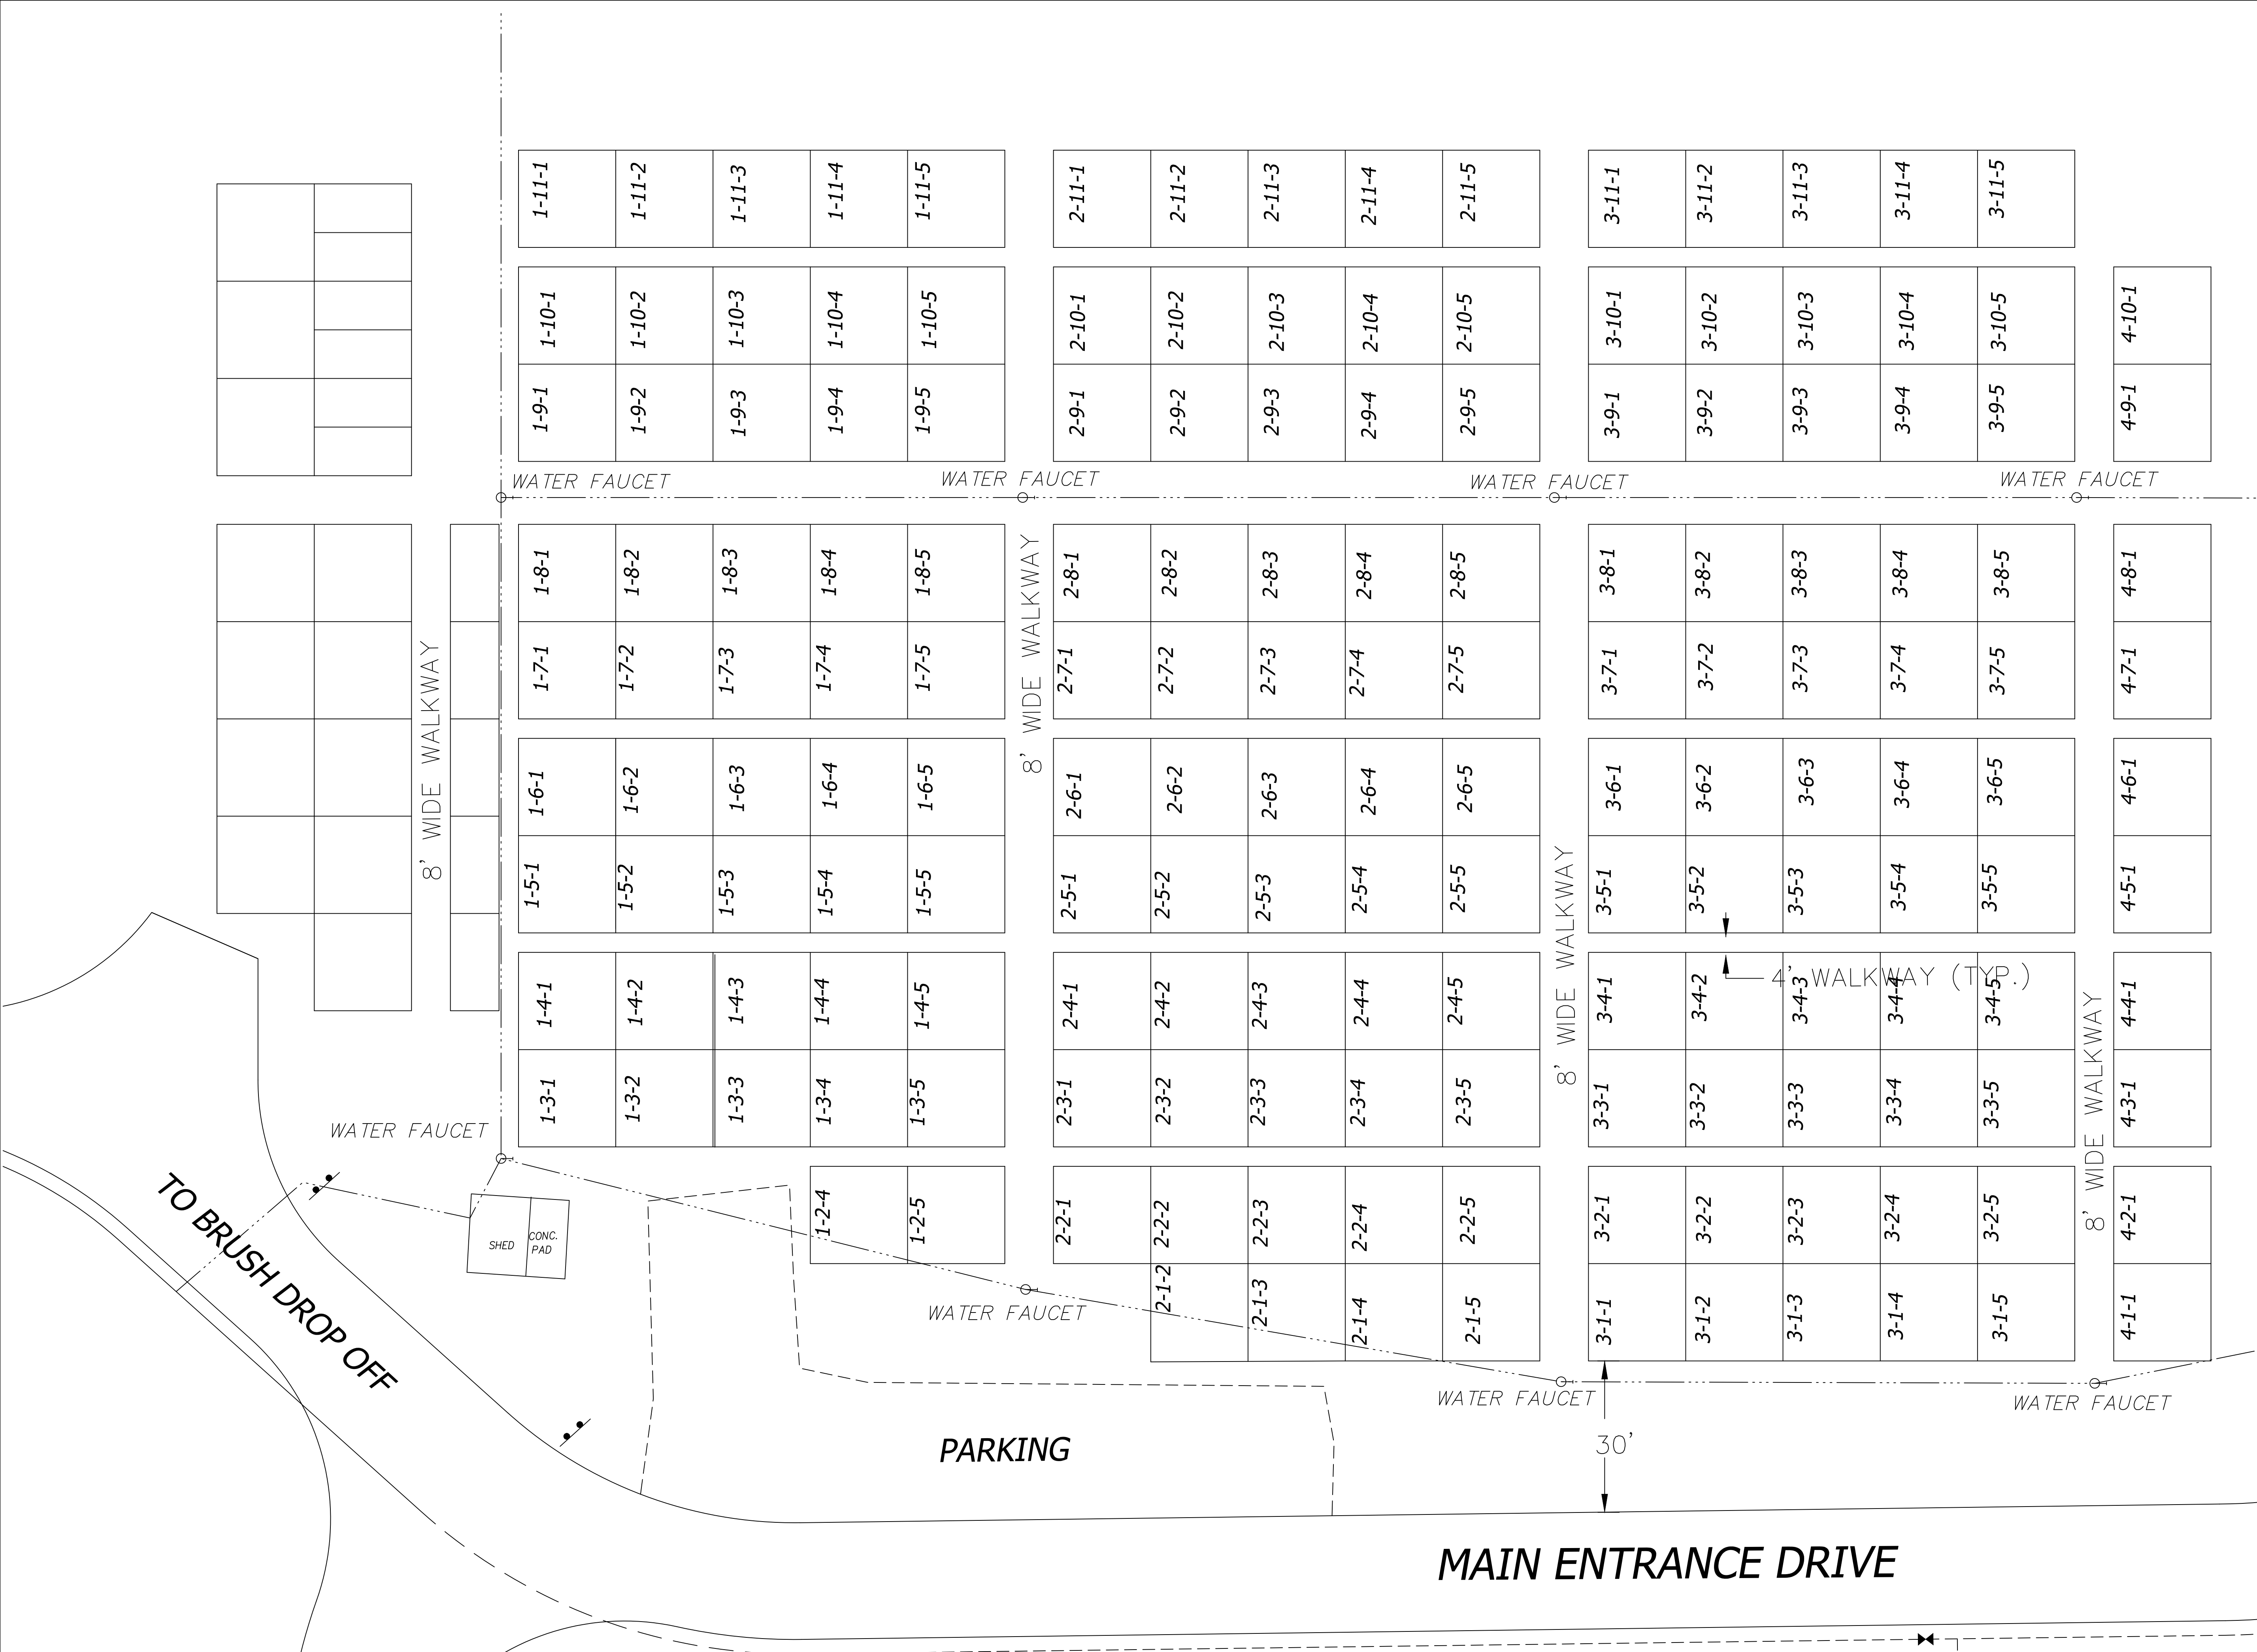 1-11-1 1-11-2 1-11-3 1-11-4 1-11-5 2-11-1 2-11-2 2-11-3 2-11-4 2-11-5 3-11-1 3-11-2 3-11-3 3-11-4 3-11-5
1-10-1 1-10-2 1-10-3 1-10-4 1-10-5 2-10-1 2-10-2 2-10-3 2-10-4 2-10-5 3-10-1 3-10-2 3-10-3 3-10-4 3-10-5 4-10-1
1-9-1 1-9-2 1-9-3 1-9-4 1-9-5 2-9-1 2-9-2 2-9-3 2-9-4 2-9-5 3-9-1 3-9-2 3-9-3 3-9-4 3-9-5 4-9-1
WATER FAUCET WATER FAUCET WATER FAUCET WATER FAUCET
1-8-1 1-8-2 1-8-3 1-8-4 1-8-5 2-8-1 2-8-2 2-8-3 2-8-4 2-8-5 3-8-1 3-8-2 3-8-3 3-8-4 3-8-5 4-8-1
8' WIDE WALKWAY
8' WIDE WALKWAY
1-7-1 1-7-2 1-7-3 1-7-4 1-7-5 2-7-1 2-7-2 2-7-3 2-7-4 2-7-5 3-7-1 3-7-2 3-7-3 3-7-4 3-7-5 4-7-1
1-6-1 1-6-2 1-6-3 1-6-4 1-6-5 2-6-1 2-6-2 2-6-3 2-6-4 2-6-5 3-6-1 3-6-2 3-6-3 3-6-4 3-6-5 4-6-1
1-5-1 1-5-2 1-5-3 1-5-4 1-5-5 2-5-1 2-5-2 2-5-3 2-5-4 2-5-5 3-5-1 3-5-2 3-5-3 3-5-4 3-5-5 4-5-1
8' WIDE WALKWAY
4' WALKWAY (TYP.)
1-4-1 1-4-2 1-4-3 1-4-4 1-4-5 2-4-1 2-4-2 2-4-3 2-4-4 2-4-5 3-4-1 3-4-2 3-4-3 3-4-4 3-4-5 4-4-1
8' WIDE WALKWAY
1-3-1 1-3-2 1-3-3 1-3-4 1-3-5 2-3-1 2-3-2 2-3-3 2-3-4 2-3-5 3-3-1 3-3-2 3-3-3 3-3-4 3-3-5 4-3-1
WATER FAUCET
1-2-4 1-2-5 2-2-1 2-2-2 2-2-3 2-2-4 2-2-5 3-2-1 3-2-2 3-2-3 3-2-4 3-2-5 4-2-1
SHED
CONC.
PAD
TO BRUSH DROP OFF
2-1-2 2-1-3 2-1-4 2-1-5 3-1-1 3-1-2 3-1-3 3-1-4 3-1-5 4-1-1
WATER FAUCET
WATER FAUCET WATER FAUCET
PARKING
30'
MAIN ENTRANCE DRIVE